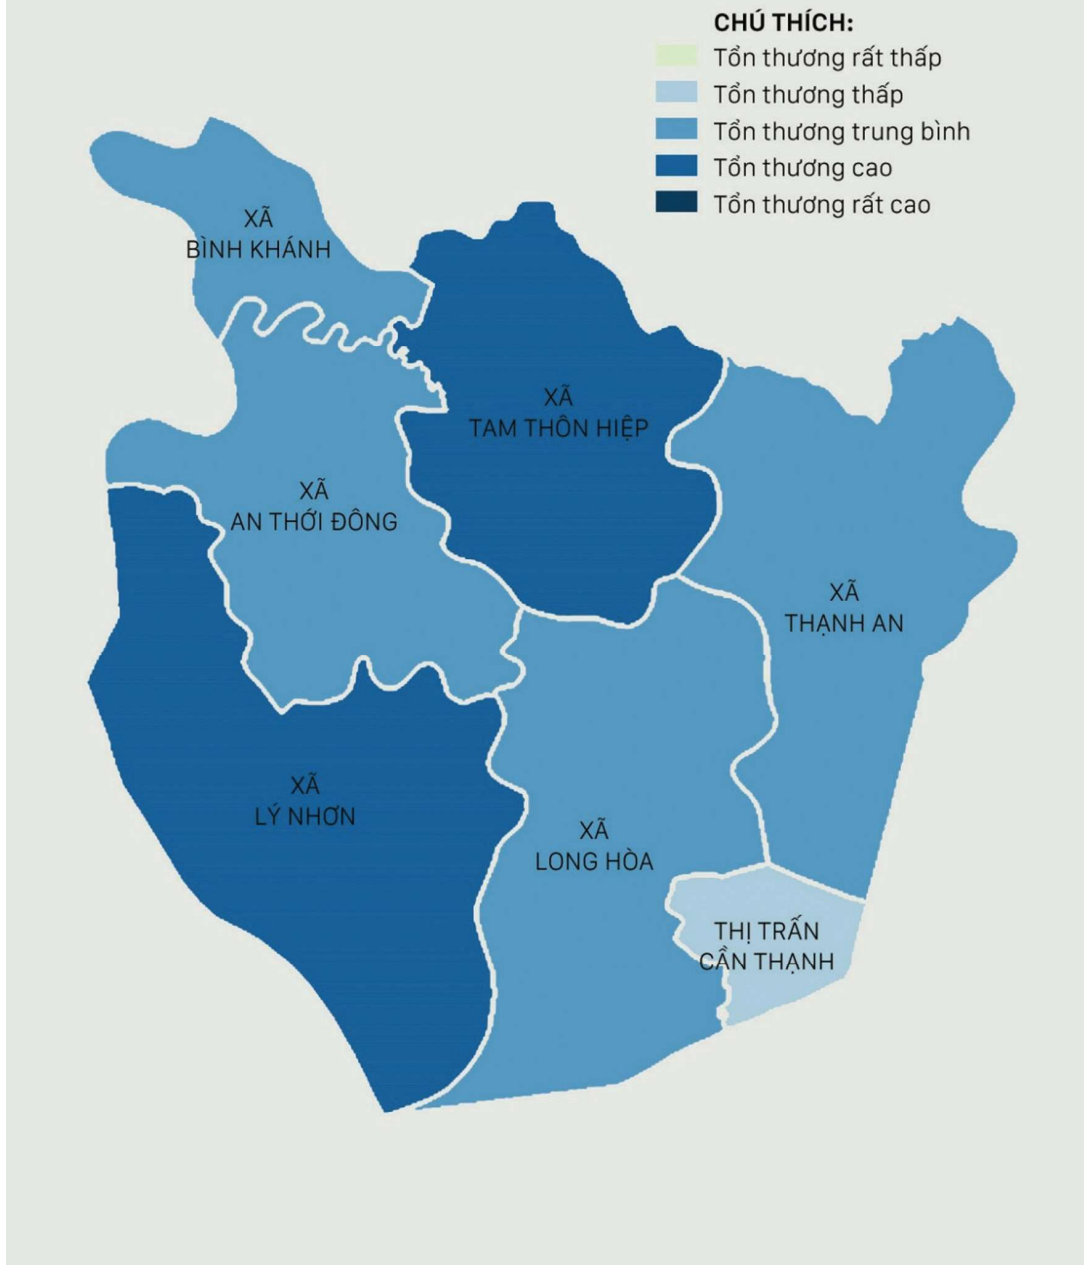 CHÚ THÍCH:
Tổn thương rất thấp
Tổn thương thấp
Tổn thương trung bình
Tổn thương cao
Tổn thương rất cao
XÃ
BÌNH KHÁNH
XÃ
TAM THÔN HIỆP
XÃ
AN THỚI ĐÔNG
XÃ
THẠNH AN
XÃ
LÝ NHƠN
XÃ
LONG HÒA
THỊ TRẤN
CẦN THẠNH